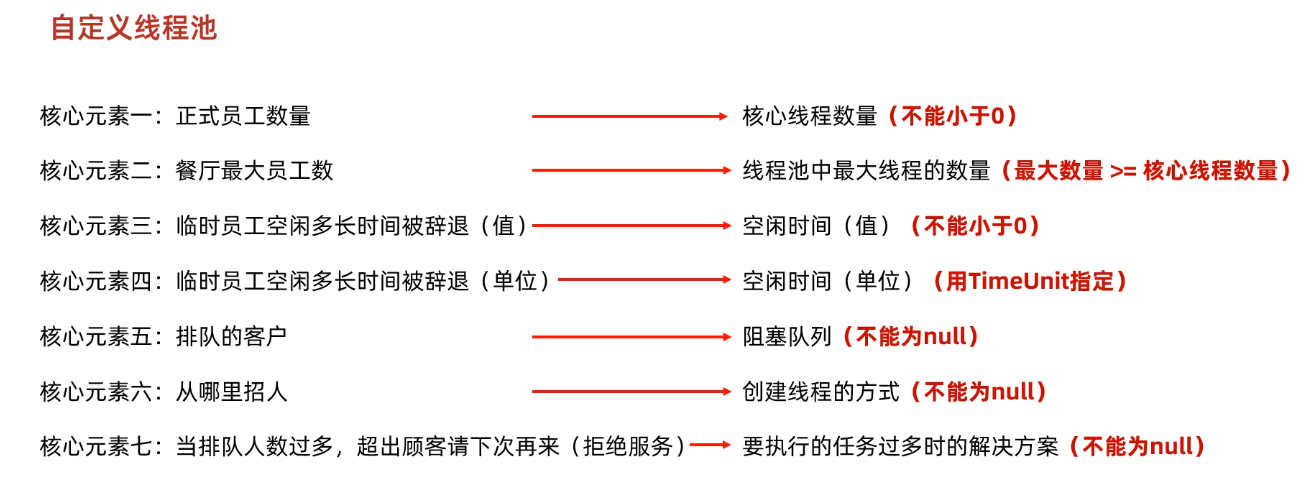 自定义线程池
核心元素一：正式员工数量 核心线程数量（不能小于0）
核心元素二：餐厅最大员工数 线程池中最大线程的数量（最大数量 >= 核心线程数量）
核心元素三：临时员工空闲多长时间被辞退（值） 空闲时间（值）（不能小于0）
核心元素四：临时员工空闲多长时间被辞退（单位） 空闲时间（单位）（用TimeUnit指定）
核心元素五：排队的客户 阻塞队列（不能为null）
核心元素六：从哪里招人 创建线程的方式（不能为null）
核心元素七：当排队人数过多，超出顾客请下次再来（拒绝服务） 要执行的任务过多时的解决方案（不能为null）